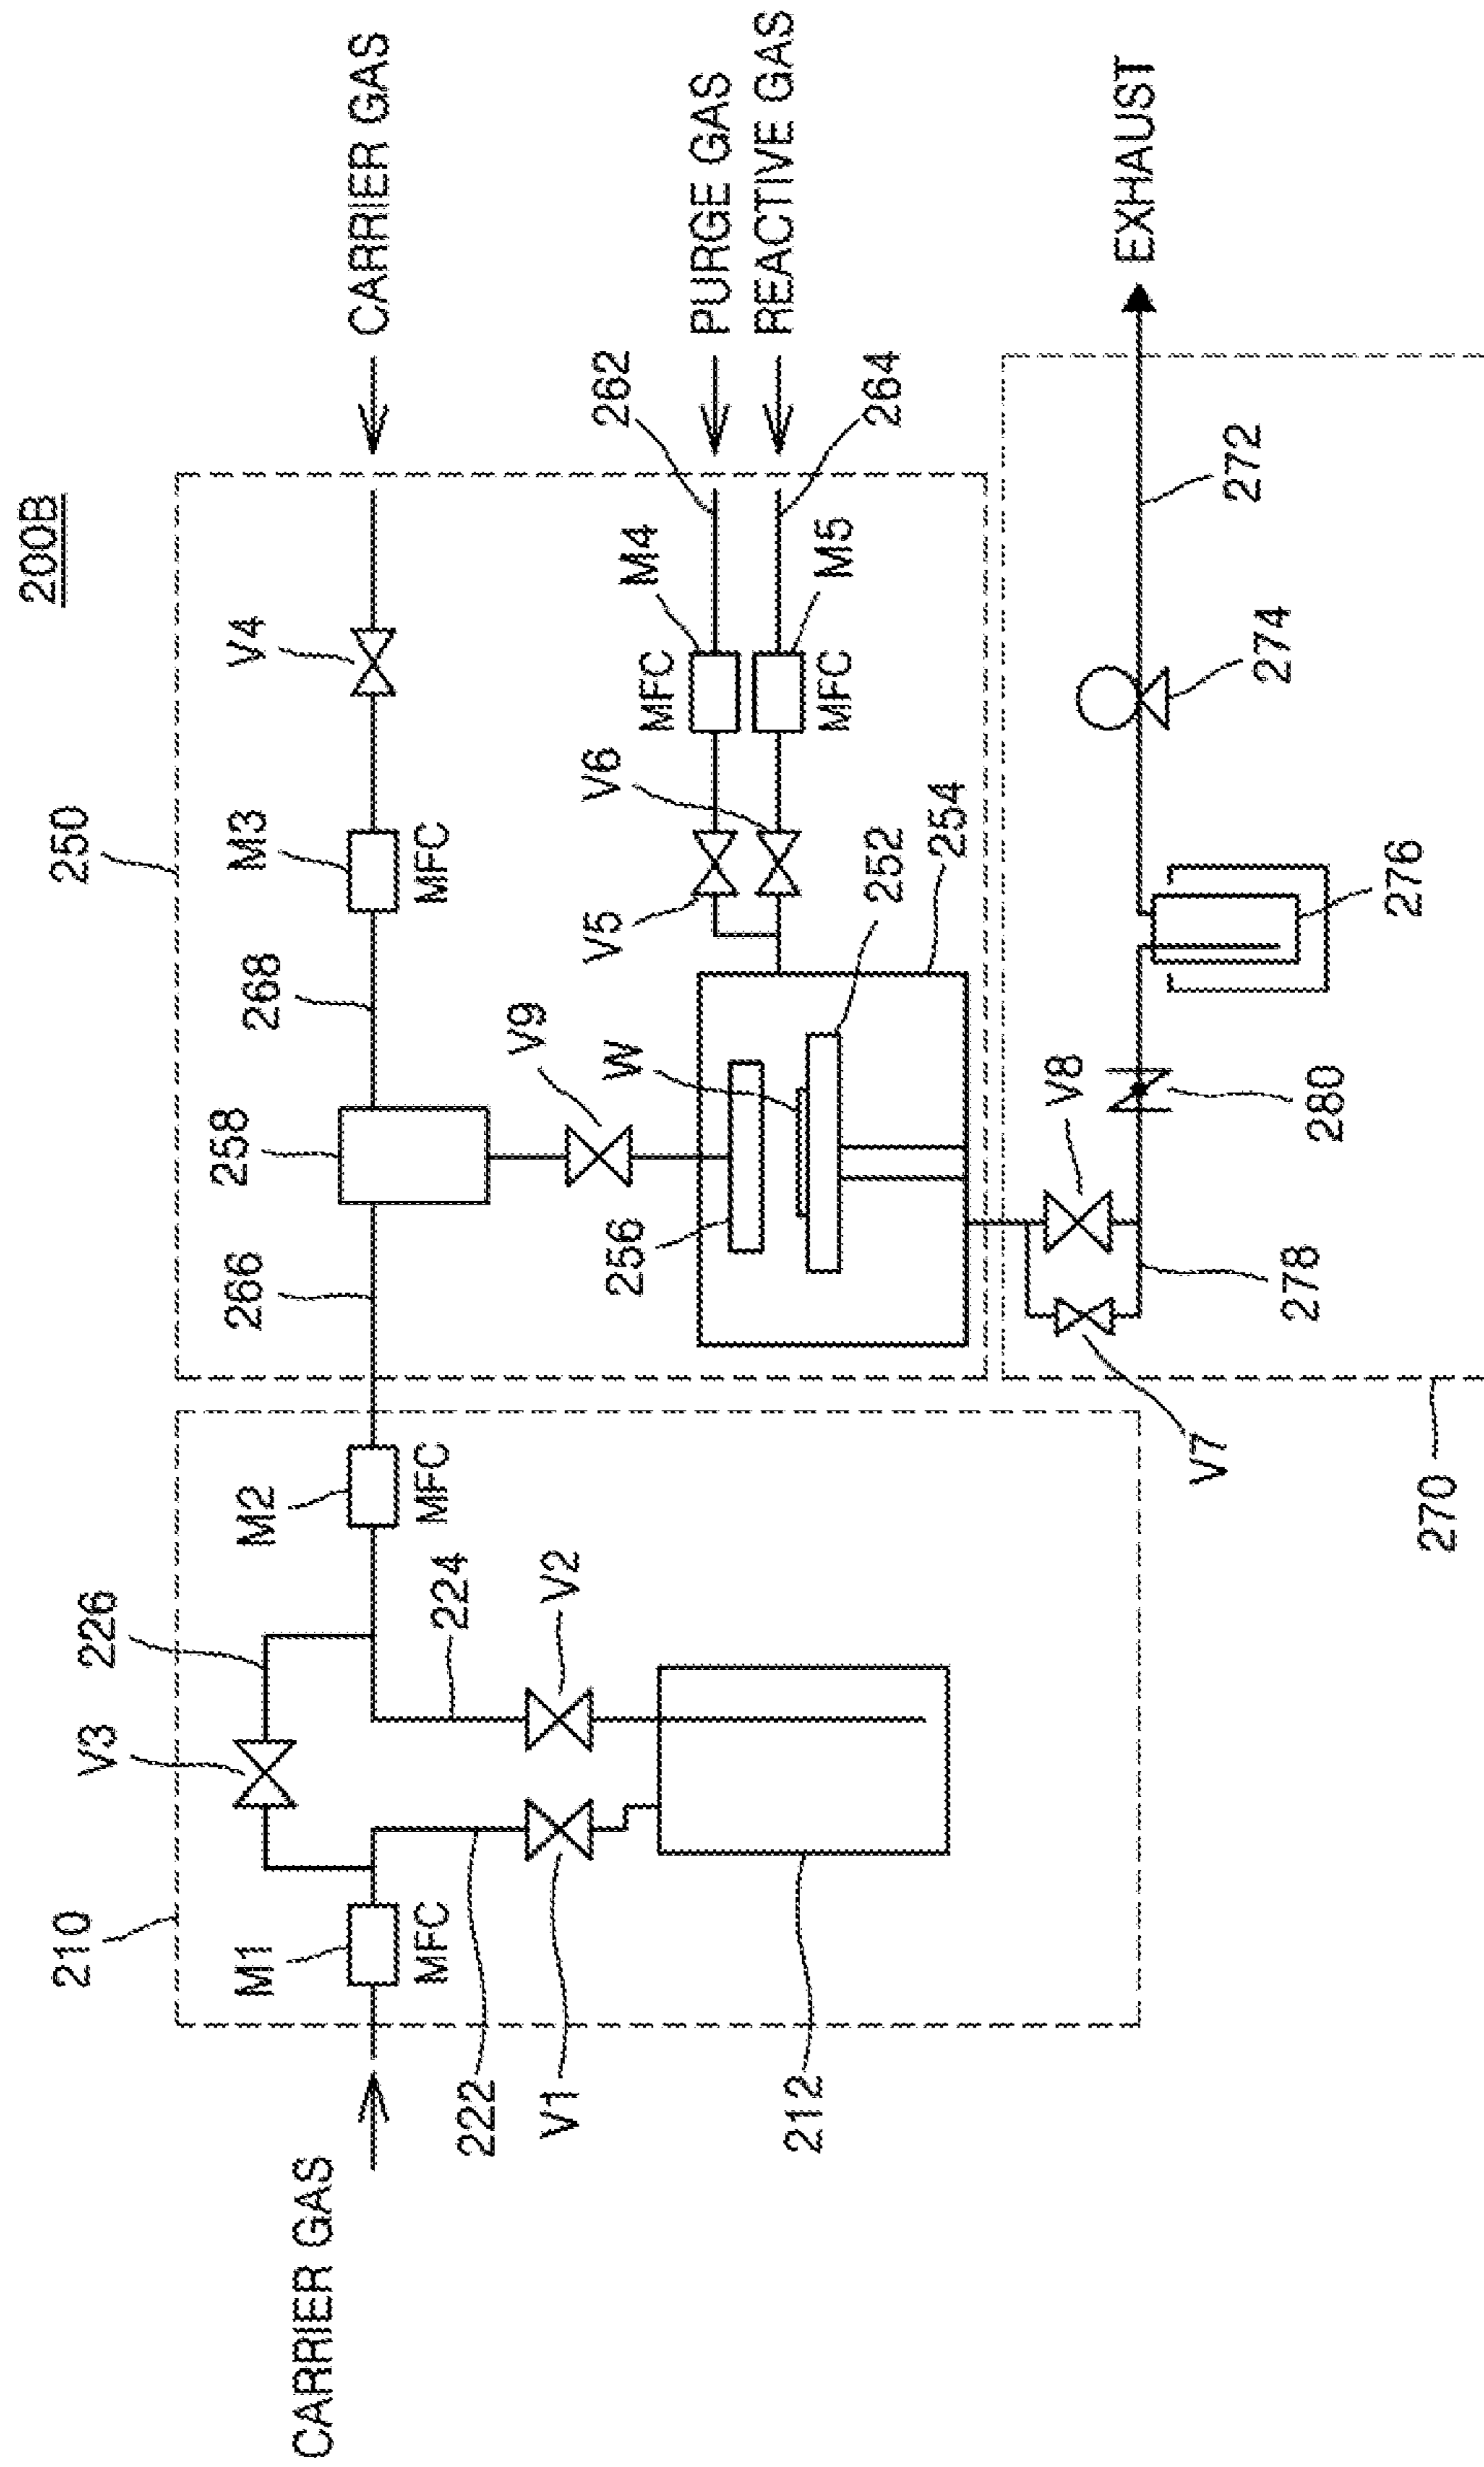 200B
CARRIER GAS
210
M1
MFC
V3
226
M2
MFC
222
V1
224
V2
212
250
266
258
268
M3
MFC
V4
CARRIER GAS
V9
W
256
V5
V6
MFC
M4
MFC
M5
262
264
PURGE GAS
REACTIVE GAS
252
254
270
V7
278
V8
280
276
274
272
EXHAUST